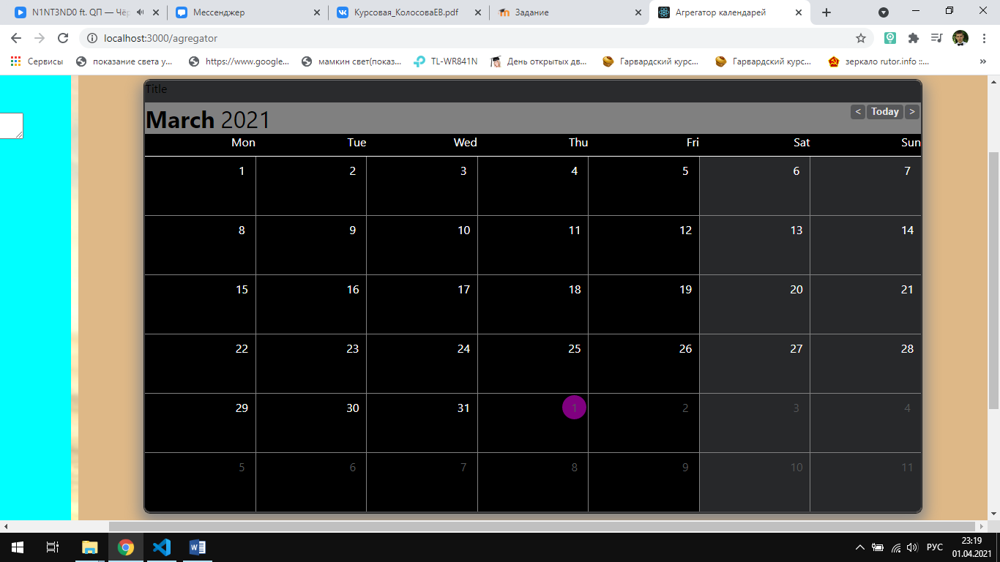 N1NT3ND0 ft. QП — Чёр
Мессенджер
Курсовая_КолосоваЕВ.pdf
Задание
Агрегатор календарей
localhost:3000/agregator
Сервисы
показание света у...
https://www.google...
мамкин свет(показ...
TL-WR841N
День открытых дв...
Гарвардский курс...
Гарвардский курс...
зеркало rutor.info ::...
»
Title
March 2021
< Today >
Mon Tue Wed Thu Fri Sat Sun
1 2 3 4 5 6 7
8 9 10 11 12 13 14
15 16 17 18 19 20 21
22 23 24 25 26 27 28
29 30 31 1 2 3 4
5 6 7 8 9 10 11
РУС
23:19
01.04.2021